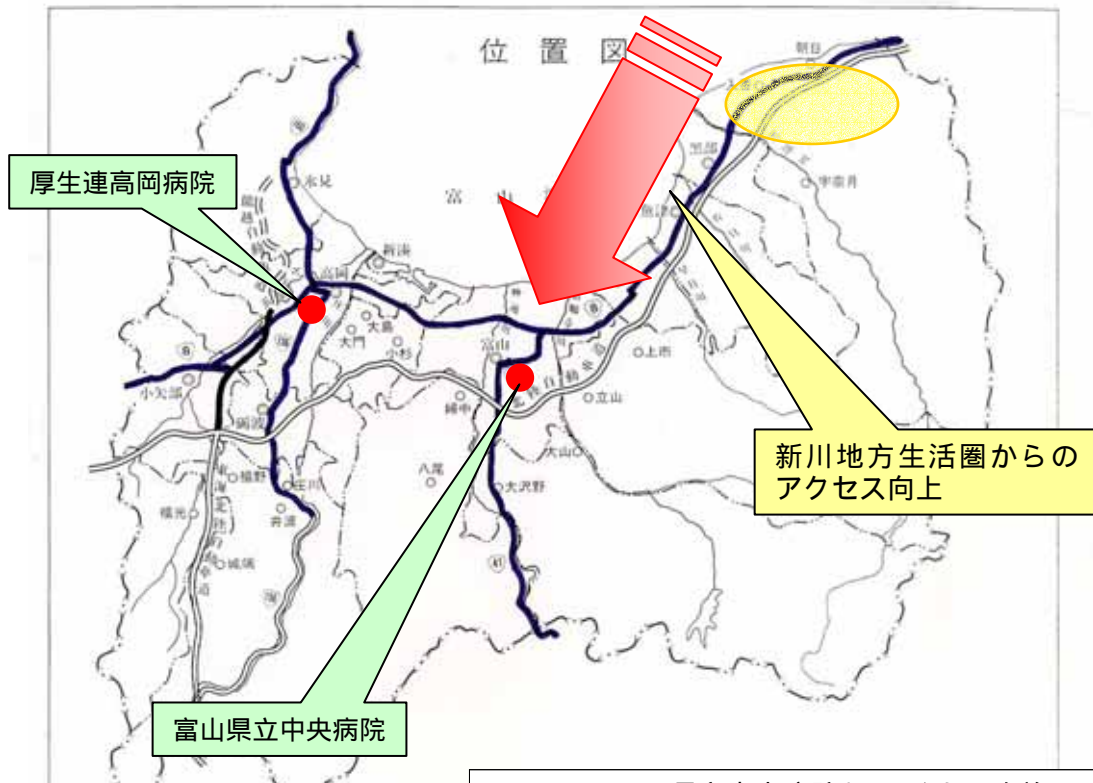 位置図
朝日
厚生連高岡病院
氷見
黒部
宇奈月
富山
魚津
新湊
高岡
大島
大門
小杉
富山
上市
小矢部
立山
婦中
砺波
新川地方生活圏からの
アクセス向上
大山
八尾
福野
庄川
大沢野
福光
井波
城端
41
富山県立中央病院